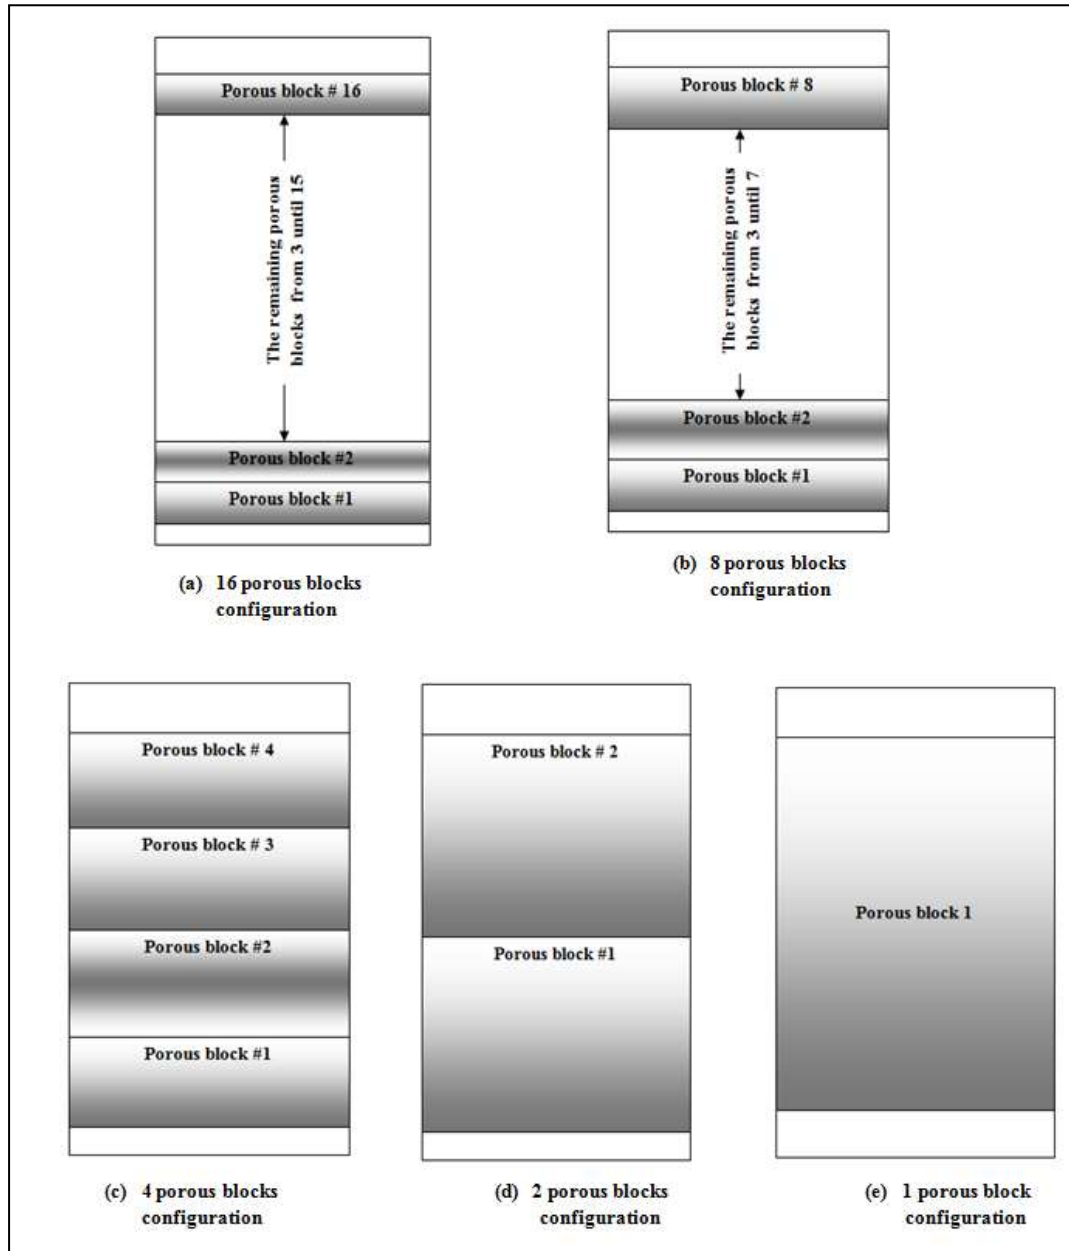 Porous block # 16
The remaining porous
blocks  from 3 until 15
Porous block #2
Porous block #1
(a)  16 porous blocks
configuration
Porous block # 8
The remaining porous
blocks  from 3 until 7
Porous block #2
Porous block #1
(b)  8 porous blocks
configuration
Porous block # 4
Porous block # 3
Porous block #2
Porous block #1
(c)  4 porous blocks
configuration
Porous block # 2
Porous block #1
(d)  2 porous blocks
configuration
Porous block 1
(e)  1 porous block
configuration